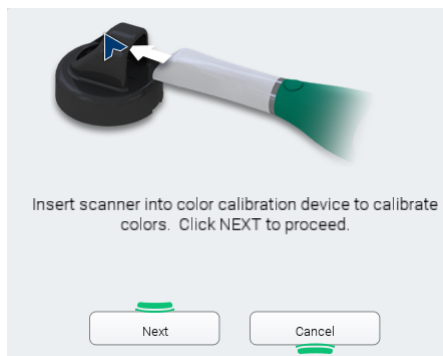 Insert scanner into color calibration device to calibrate
colors.  Click NEXT to proceed.
Next
Cancel